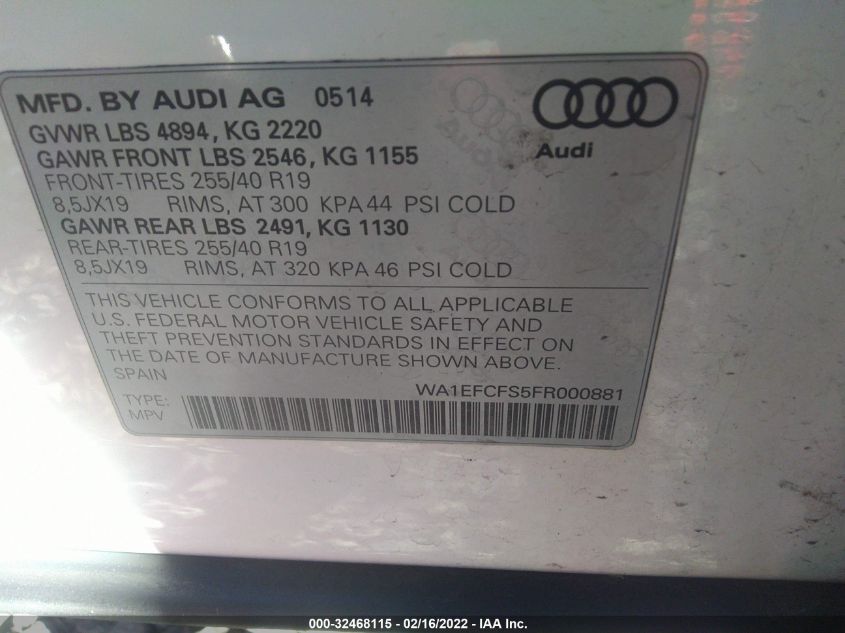 MFD. BY AUDI AG 0514
Audi
GVWR LBS 4894, KG 2220
GAWR FRONT LBS 2546, KG 1155
FRONT-TIRES 255/40 R19
8,5JX19 RIMS, AT 300 KPA 44 PSI COLD
GAWR REAR LBS 2491, KG 1130
REAR-TIRES 255/40 R19
8,5JX19 RIMS, AT 320 KPA 46 PSI COLD
THIS VEHICLE CONFORMS TO ALL APPLICABLE
U.S. FEDERAL MOTOR VEHICLE SAFETY AND
THEFT PREVENTION STANDARDS IN EFFECT ON
THE DATE OF MANUFACTURE SHOWN ABOVE.
SPAIN
WA1EFCFS5FR000881
TYPE:
MPV
000-32468115 - 02/16/2022 - IAA Inc.